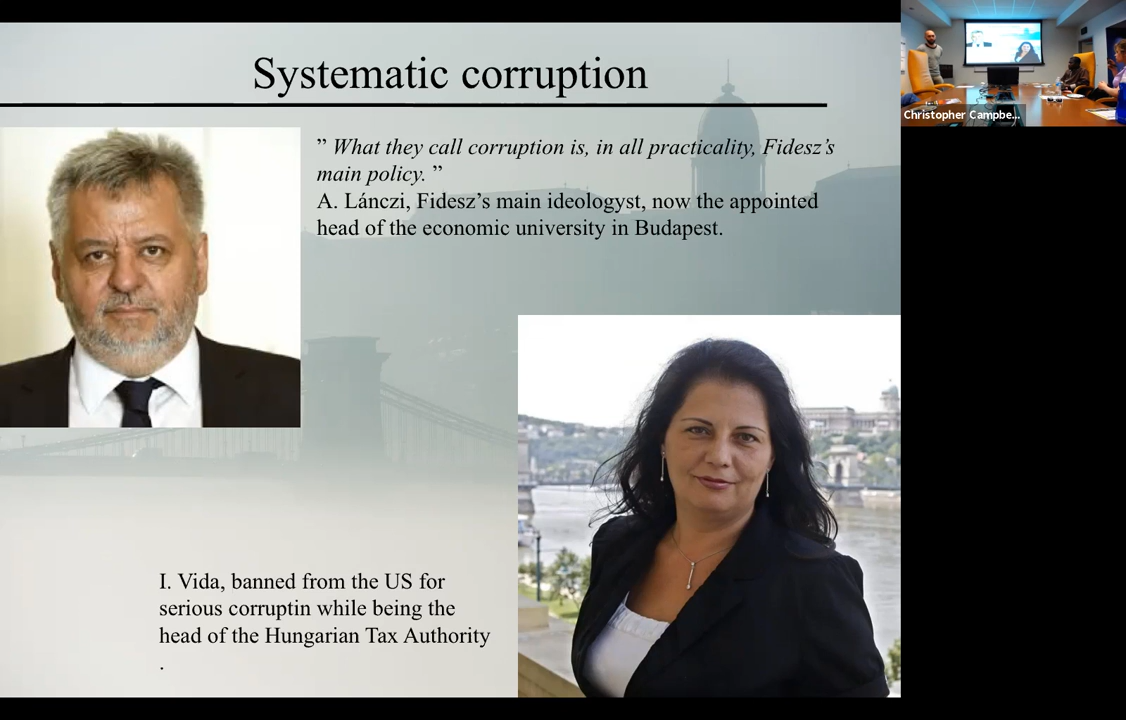 Systematic corruption
” What they call corruption is, in all practicality, Fidesz’s
main policy. ”
A. Lánczi, Fidesz’s main ideologyst, now the appointed
head of the economic university in Budapest.
I. Vida, banned from the US for
serious corruptin while being the
head of the Hungarian Tax Authority
.
Christopher Campbe...